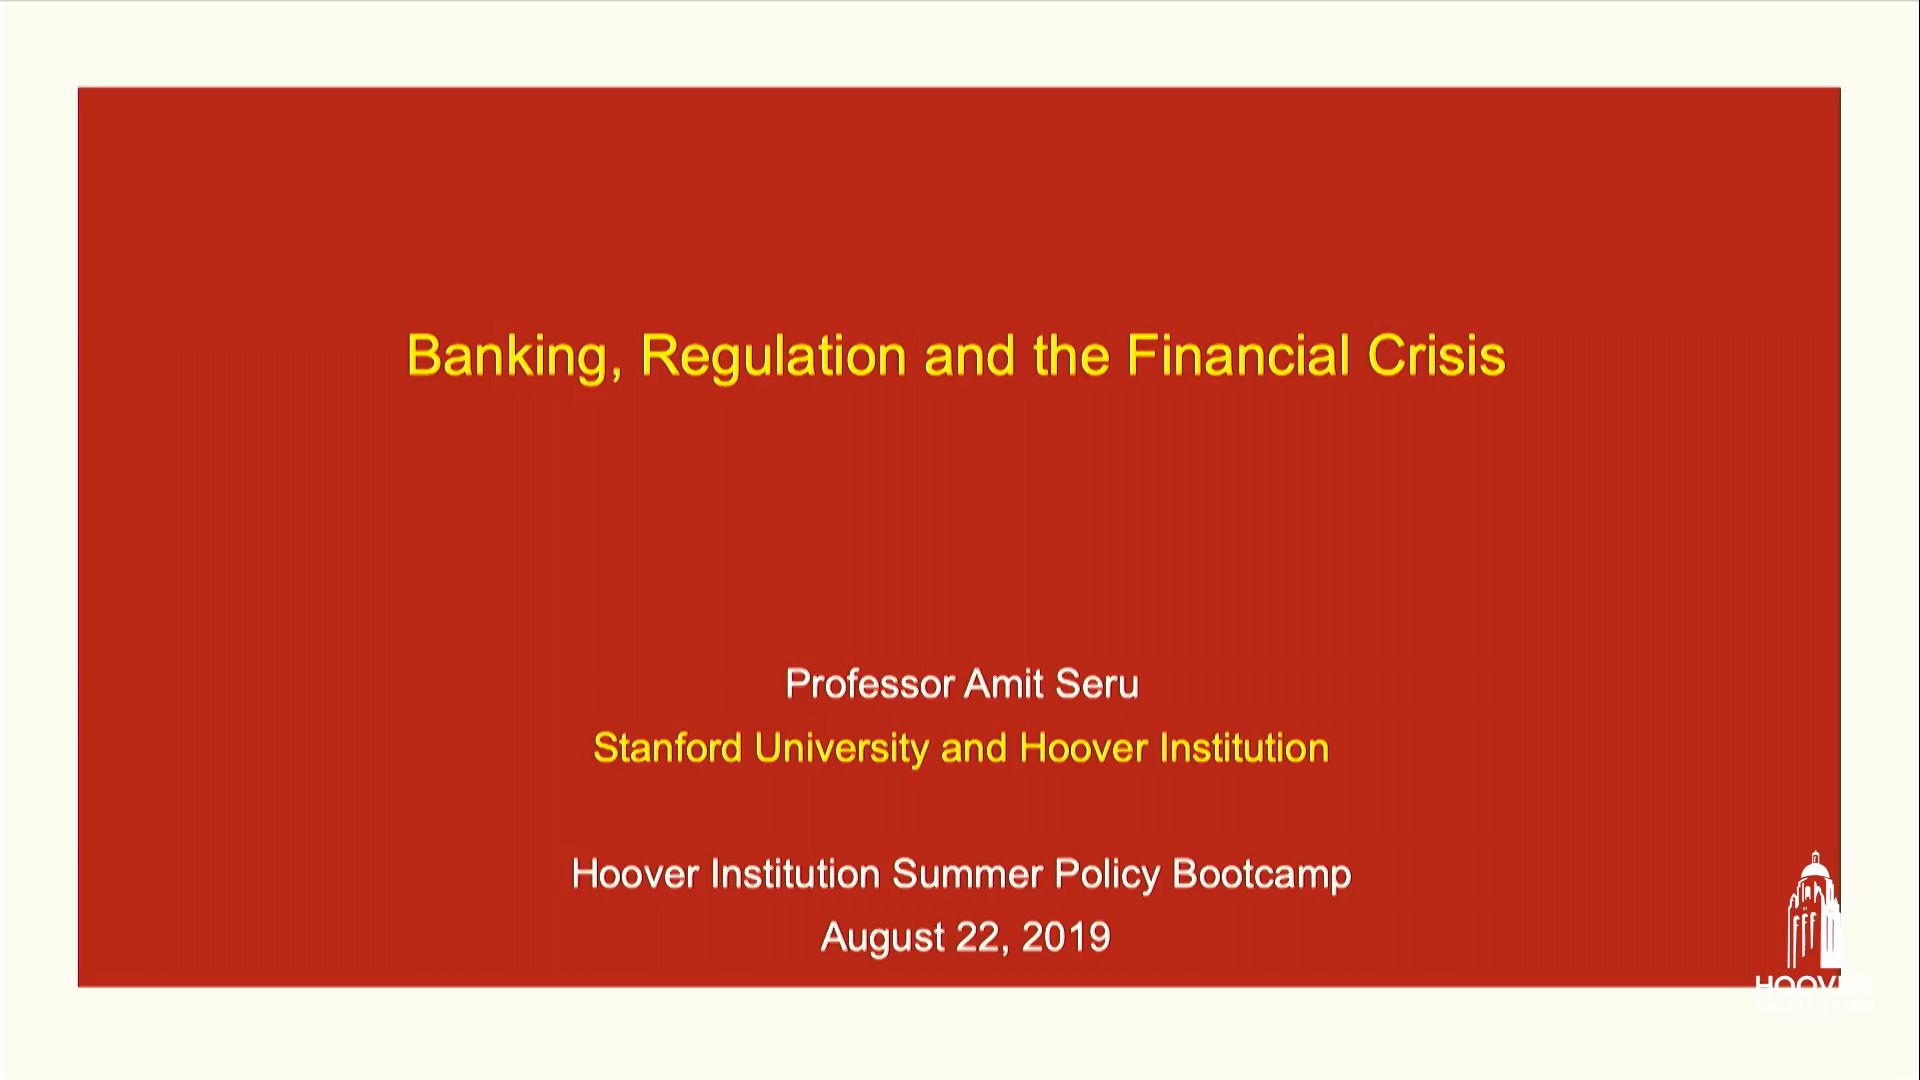 Banking, Regulation and the Financial Crisis
Professor Amit Seru
Stanford University and Hoover Institution
Hoover Institution Summer Policy Bootcamp
August 22, 2019